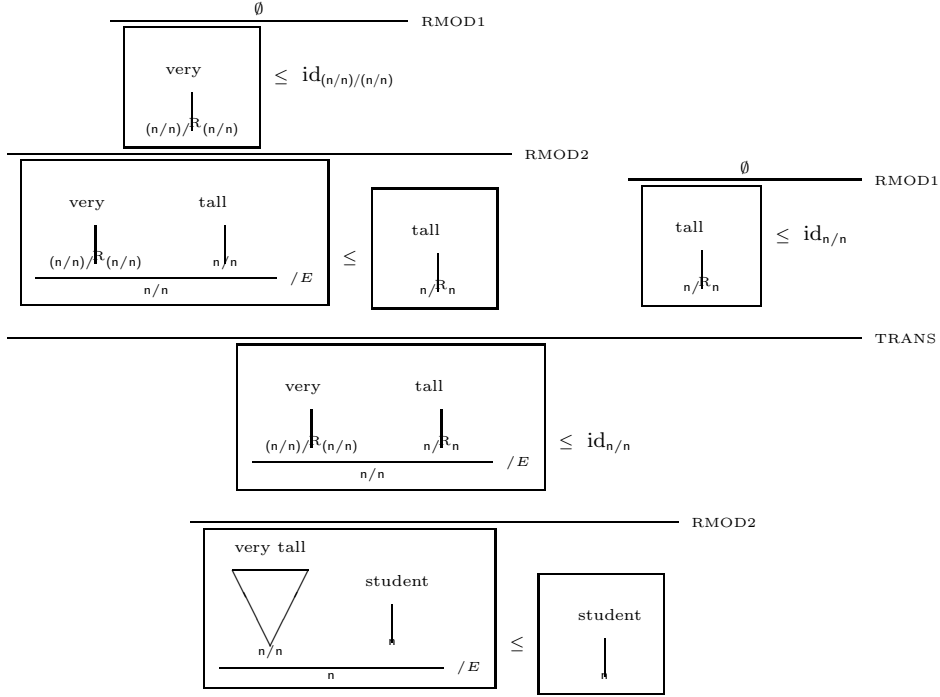 ∅
RMOD1
very
(n/n)/R(n/n)
≤ id(n/n)/(n/n)
RMOD2
∅
RMOD1
very tall
(n/n)/R(n/n) n/n
n/n
/E
≤
tall
n/Rn
tall
n/Rn
≤ idn/n
TRANS
very tall
(n/n)/R(n/n) n/Rn
n/n
/E
≤ idn/n
RMOD2
very tall
n/n
student
n
n
/E
≤
student
n